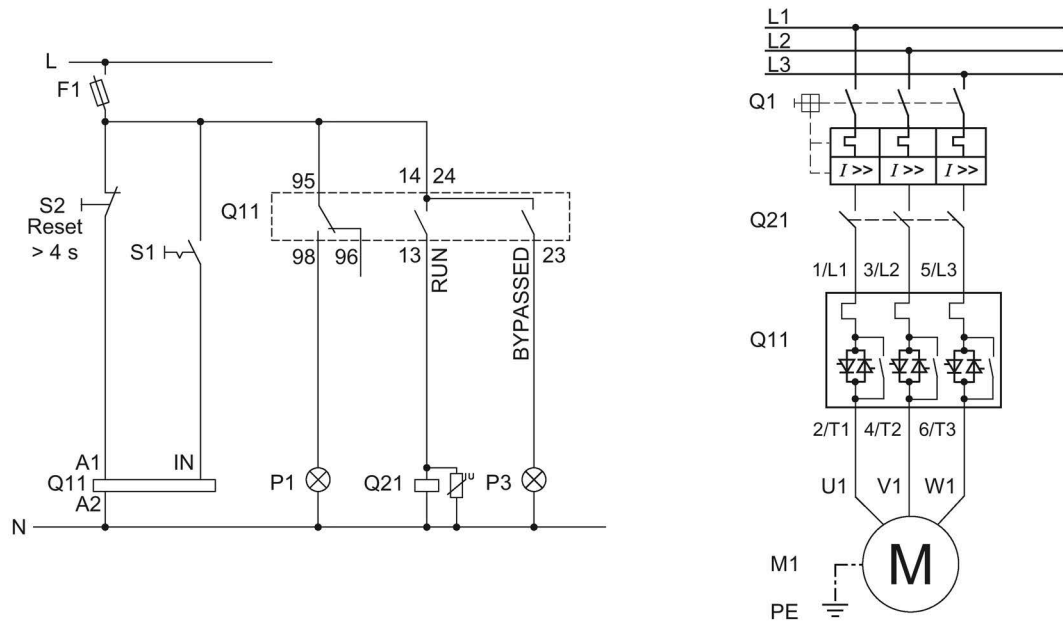 L
F1
S2
Reset
> 4 s
S1
95
14
24
Q11
98
96
13
23
RUN
BYPASSED
A1
IN
Q11
A2
P1
Q21
U
P3
N
L1
L2
L3
Q1
I >>
I >>
I >>
Q21
1/L1
3/L2
5/L3
Q11
2/T1
4/T2
6/T3
U1
V1
W1
M1
M
PE